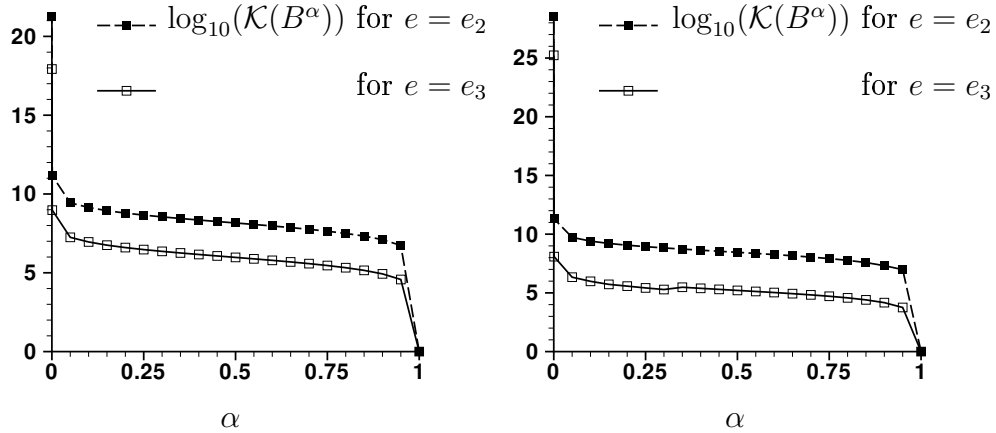 log₁₀(𝒦(B^α)) for e = e₂
for e = e₃
20
15
10
5
0
0 0.25 0.5 0.75 1
α
log₁₀(𝒦(B^α)) for e = e₂
for e = e₃
25
20
15
10
5
0
0 0.25 0.5 0.75 1
α